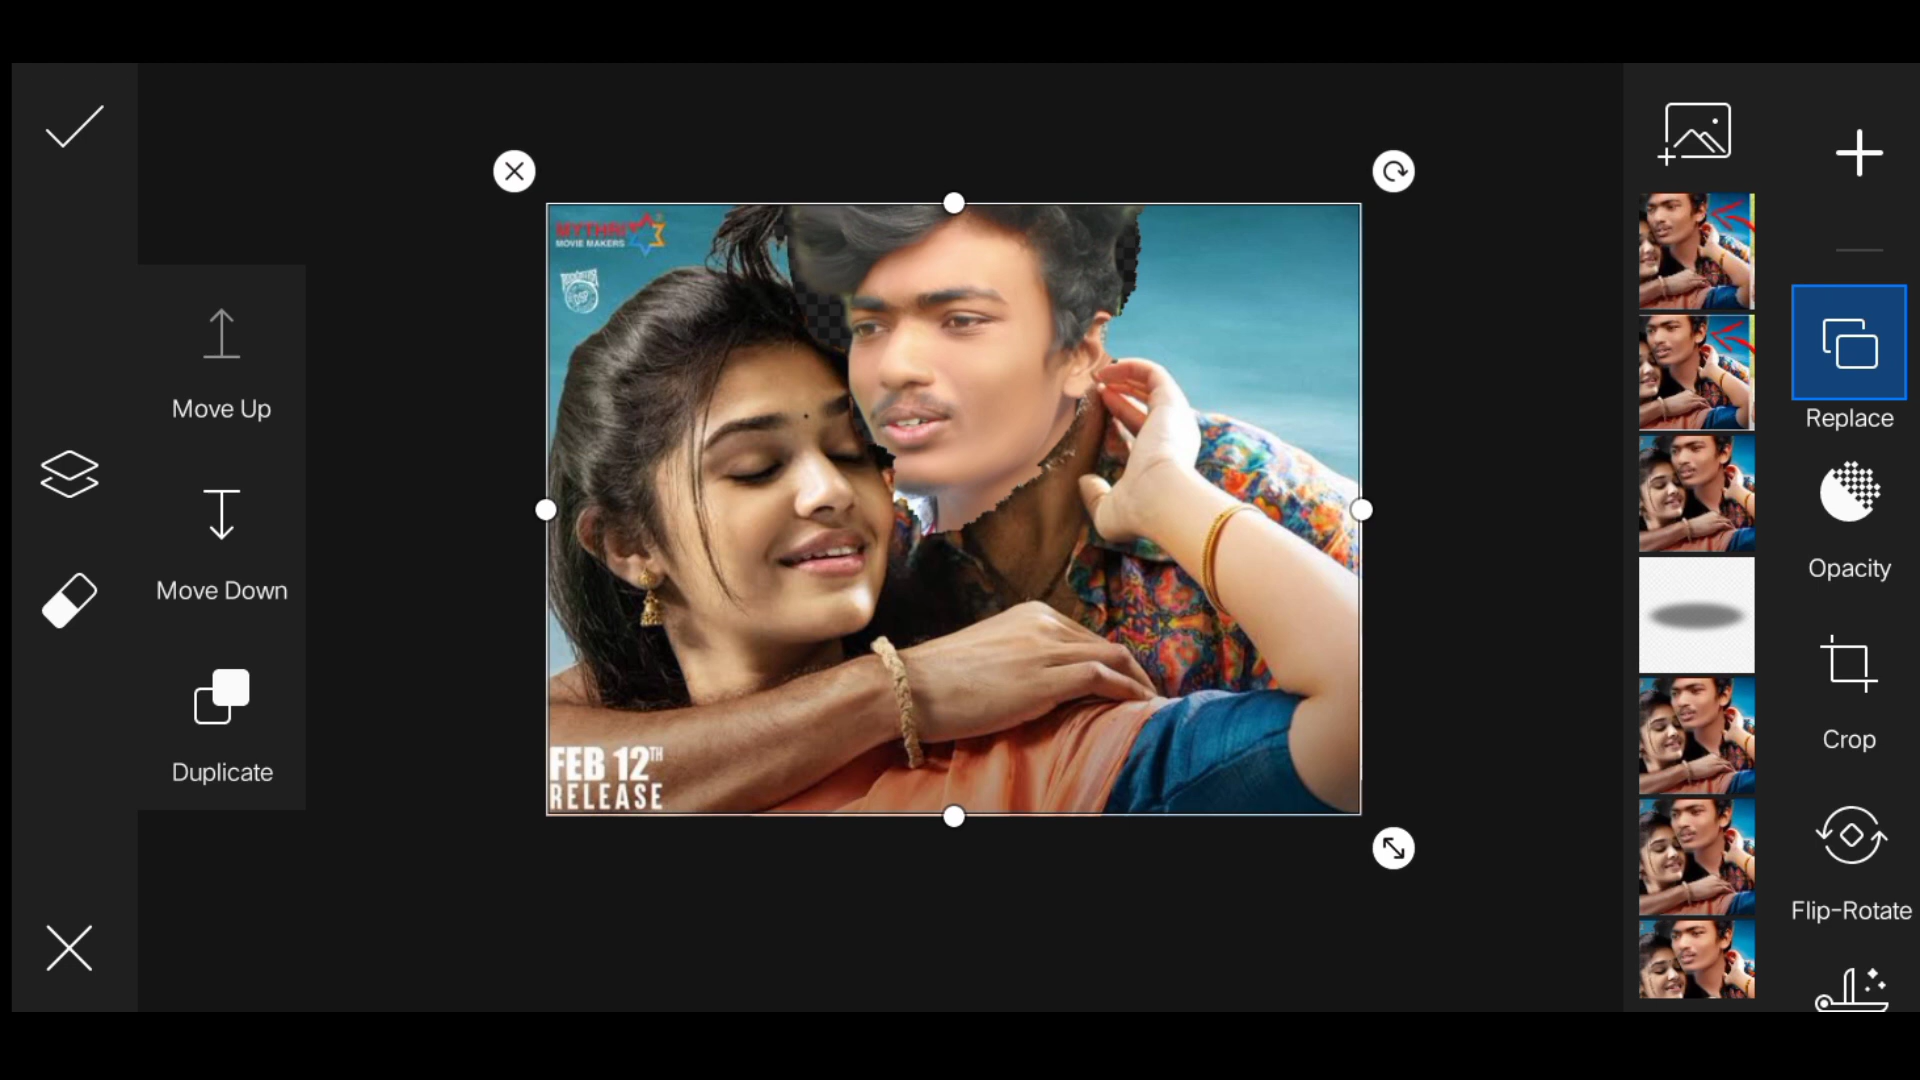 Move Up
Move Down
Duplicate
MYTHRI
MOVIE MAKERS
FEB 12TH
RELEASE
Replace
Opacity
Crop
Flip-Rotate